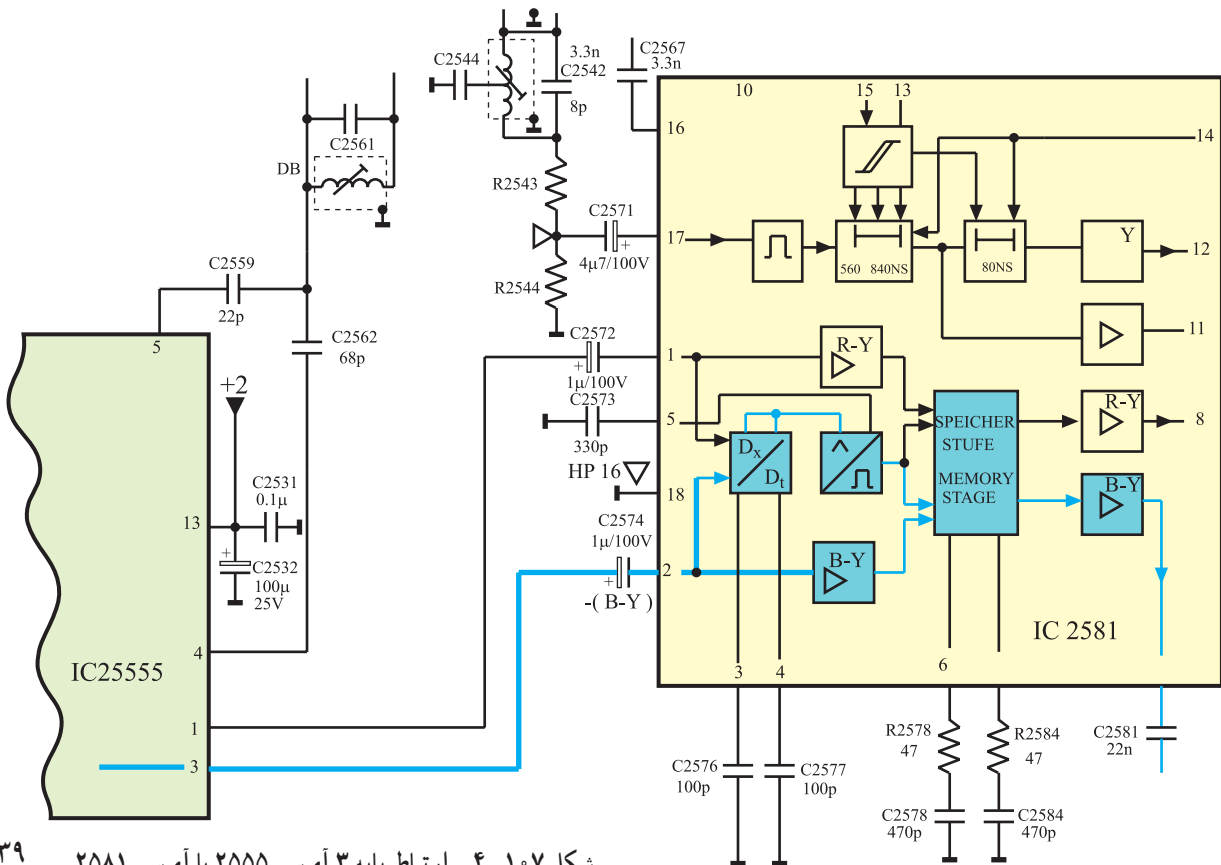 C2544
3.3n
C2542
8p
C2567
3.3n
10
15
13
16
14
C2561
DB
R2543
C2571
4µ7/100V
17
560 840NS
80NS
Y
12
R2544
C2559
22p
5
C2562
68p
C2572
1µ/100V
1
R-Y
11
+2
C2573
330p
5
Dx
Dt
SPEICHER
STUFE
MEMORY
STAGE
R-Y
8
HP 16
18
C2531
0.1µ
13
C2574
1µ/100V
B-Y
+
C2532
100µ
25V
2
B-Y
-( B-Y )
IC 2581
4
IC25555
3
4
6
1
3
R2578
47
R2584
47
C2581
22n
C2576
100p
C2577
100p
C2578
470p
C2584
470p
۳۹
۲۵۵۵
۲۵۸۱